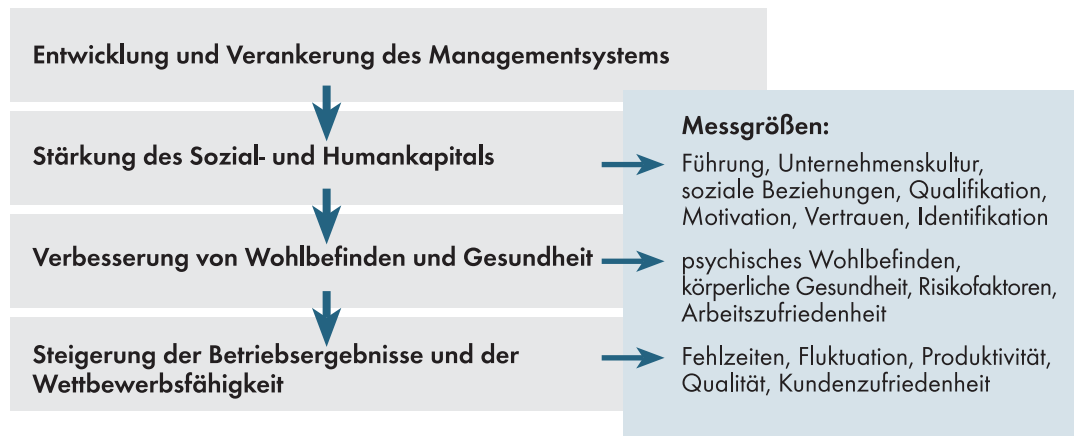 Entwicklung und Verankerung des Managementsystems
Stärkung des Sozial- und Humankapitals
Verbesserung von Wohlbefinden und Gesundheit
Steigerung der Betriebsergebnisse und der
Wettbewerbsfähigkeit
Messgrößen:
Führung, Unternehmenskultur,
soziale Beziehungen, Qualifikation,
Motivation, Vertrauen, Identifikation
psychisches Wohlbefinden,
körperliche Gesundheit, Risikofaktoren,
Arbeitszufriedenheit
Fehlzeiten, Fluktuation, Produktivität,
Qualität, Kundenzufriedenheit